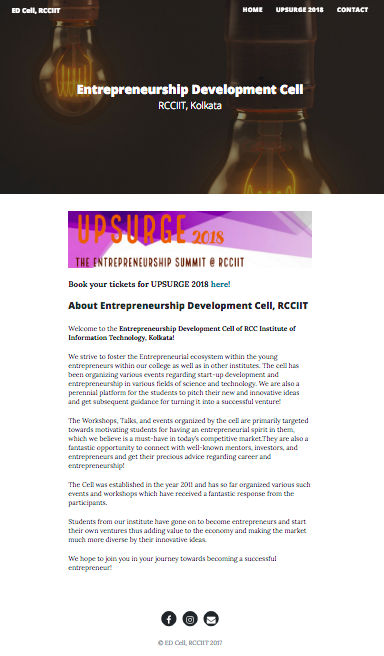 ED Cell, RCCIIT
HOME UPSURGE 2018 CONTACT
Entrepreneurship Development Cell
RCCIIT, Kolkata
UPSURGE 2018
THE ENTREPRENEURSHIP SUMMIT @ RCCIIT
Book your tickets for UPSURGE 2018 here!
About Entrepreneurship Development Cell, RCCIIT
Welcome to the Entrepreneurship Development Cell of RCC Institute of
Information Technology, Kolkata!
We strive to foster the Entrepreneurial ecosystem within the young
entrepreneurs within our college as well as in other institutes. The cell has
been organizing various events regarding start-up development and
entrepreneurship in various fields of science and technology. We are also a
perennial platform for the students to pitch their new and innovative ideas
and get subsequent guidance for turning it into a successful venture!
The Workshops, Talks, and events organized by the cell are primarily targeted
towards motivating students for having an entrepreneurial spirit in them,
which we believe is a must-have in today's competitive market.They are also a
fantastic opportunity to connect with well-known mentors, investors, and
entrepreneurs and get their precious advice regarding career and
entrepreneurship!
The Cell was established in the year 2011 and has so far organized various such
events and workshops which have received a fantastic response from the
participants.
Students from our institute have gone on to become entrepreneurs and start
their own ventures thus adding value to the economy and making the market
much more diverse by their innovative ideas.
We hope to join you in your journey towards becoming a successful
entrepreneur!
© ED Cell, RCCIIT 2017